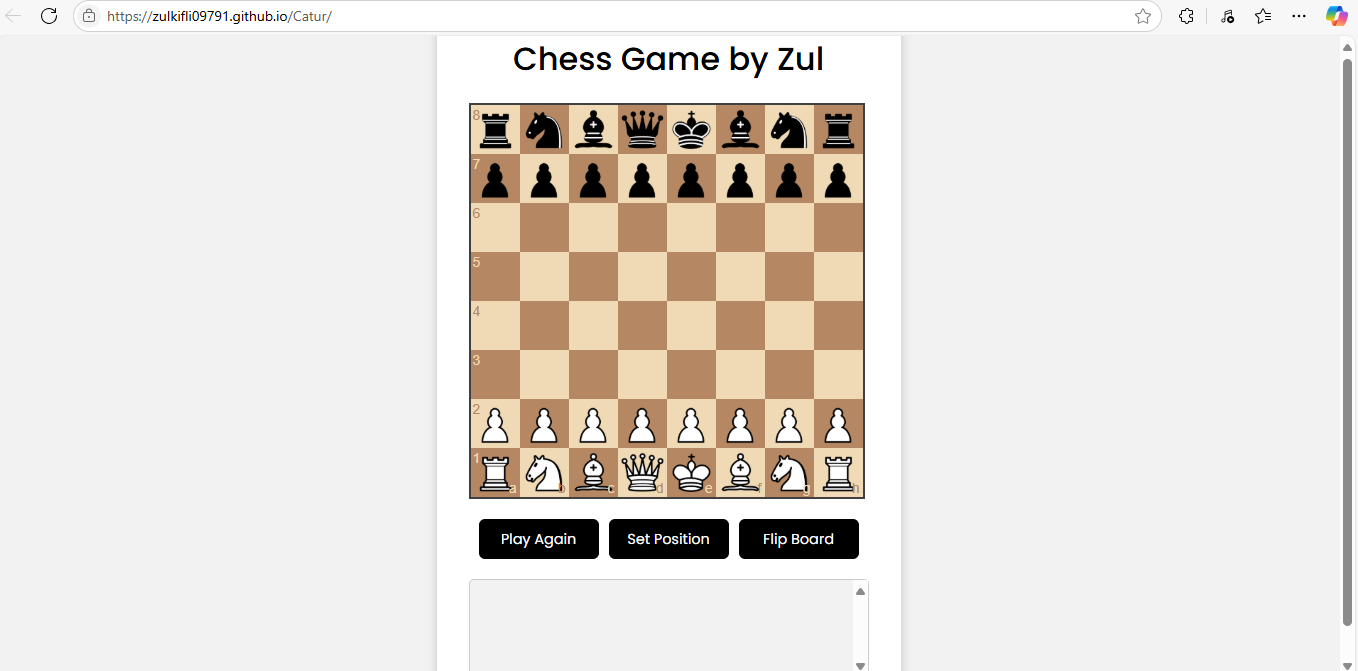 https://zulkifli09791.github.io/Catur/
Chess Game by Zul
8
7
6
5
4
3
2
1
a b c d e f g h
Play Again Set Position Flip Board